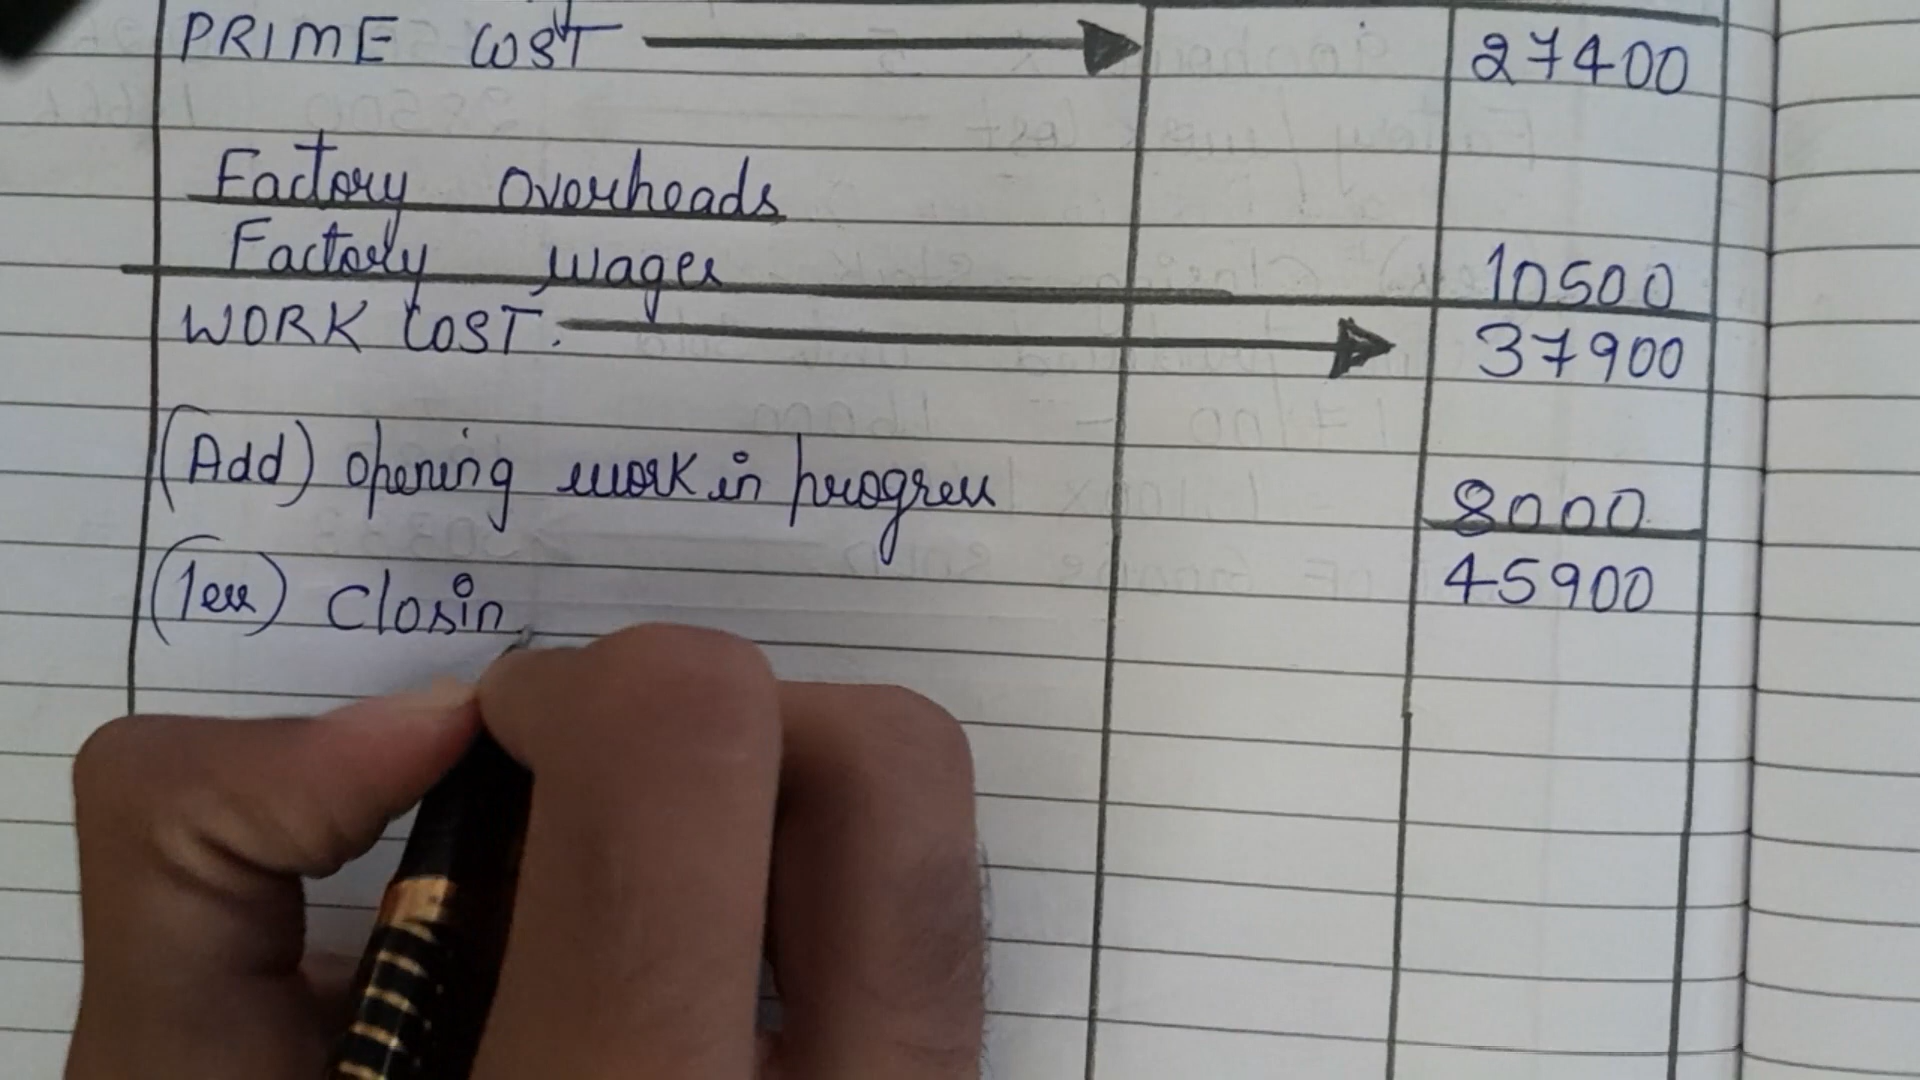 PRIME COST 27400
Factory Overheads
Factory wages 10500
WORK COST. 37900
(Add) opening work in progress 8000
45900
(less) Closin